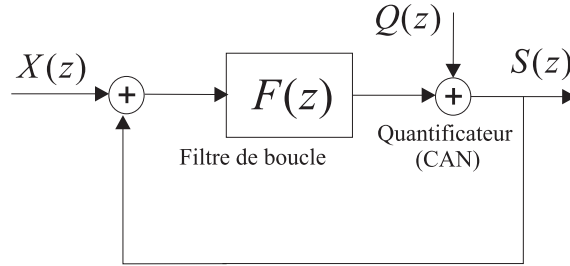 Q(z)
X(z)
S(z)
+
F(z)
+
Quantificateur
(CAN)
Filtre de boucle